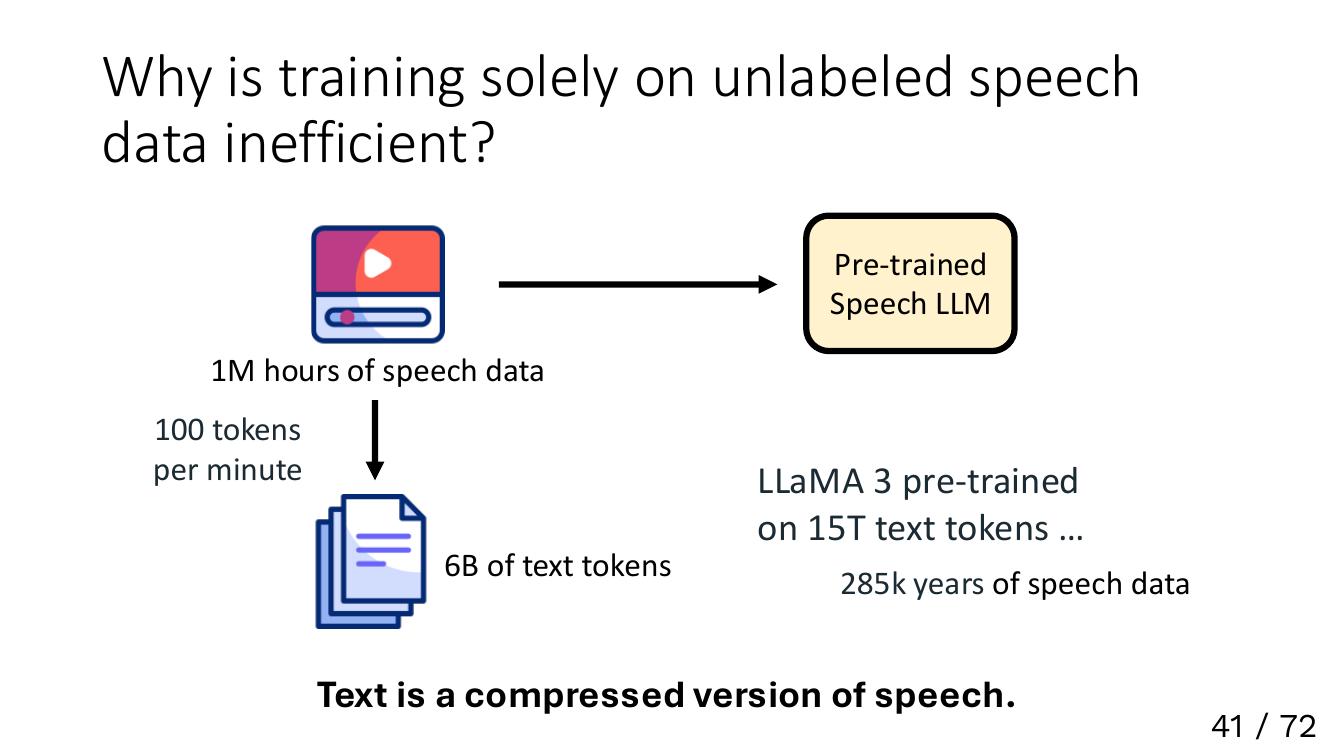 Why is training solely on unlabeled speech
data inefficient?
Pre-trained
Speech LLM
1M hours of speech data
100 tokens
per minute
6B of text tokens
LLaMA 3 pre-trained
on 15T text tokens …
285k years of speech data
Text is a compressed version of speech.
41 / 72